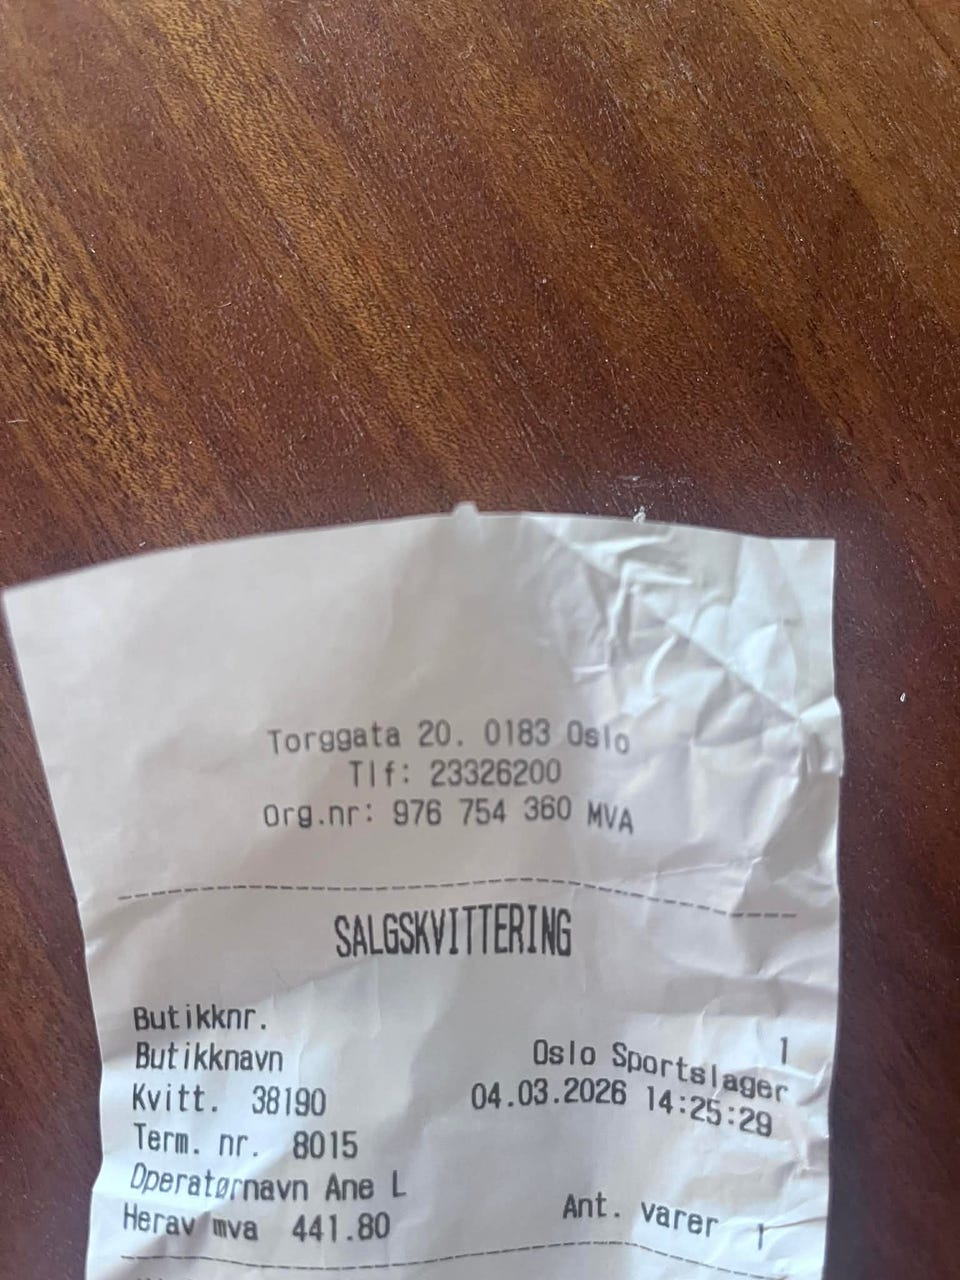 Torggata 20. 0183 Oslo
Tlf: 23326200
Org.nr: 976 754 360 MVA
SALGSKVITTERING
Butikknr. 1
Butikknavn Oslo Sportslager
Kvitt. 38190 04.03.2026 14:25:29
Term. nr. 8015
Operatørnavn Ane L
Herav mva 441.80 Ant. varer 1